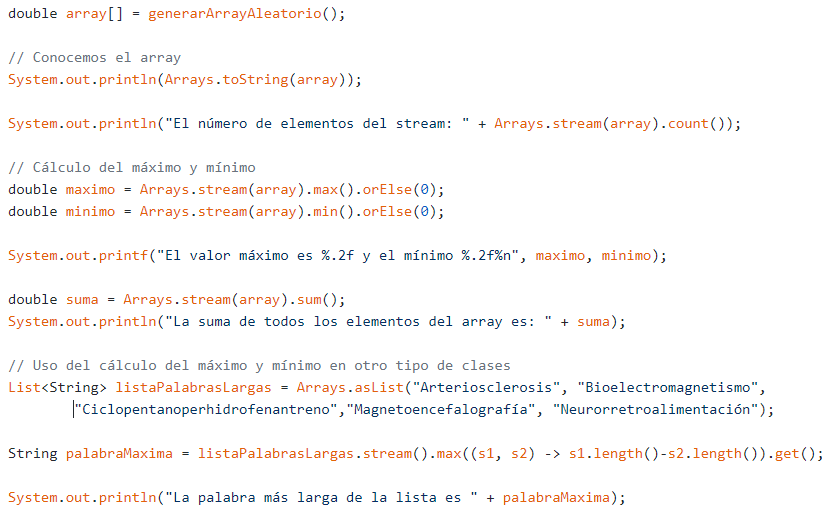 double array[] = generarArrayAleatorio();
// Conocemos el array
System.out.println(Arrays.toString(array));
System.out.println("El número de elementos del stream: " + Arrays.stream(array).count());
// Cálculo del máximo y mínimo
double maximo = Arrays.stream(array).max().orElse(0);
double minimo = Arrays.stream(array).min().orElse(0);
System.out.printf("El valor máximo es %.2f y el mínimo %.2f%n", maximo, minimo);
double suma = Arrays.stream(array).sum();
System.out.println("La suma de todos los elementos del array es: " + suma);
// Uso del cálculo del máximo y mínimo en otro tipo de clases
List<String> listaPalabrasLargas = Arrays.asList("Arteriosclerosis", "Bioelectromagnetismo",
"Ciclopentanoperhidrofenantreno","Magnetoencefalografía", "Neurorretroalimentación");
String palabraMaxima = listaPalabrasLargas.stream().max((s1, s2) -> s1.length()-s2.length()).get();
System.out.println("La palabra más larga de la lista es " + palabraMaxima);